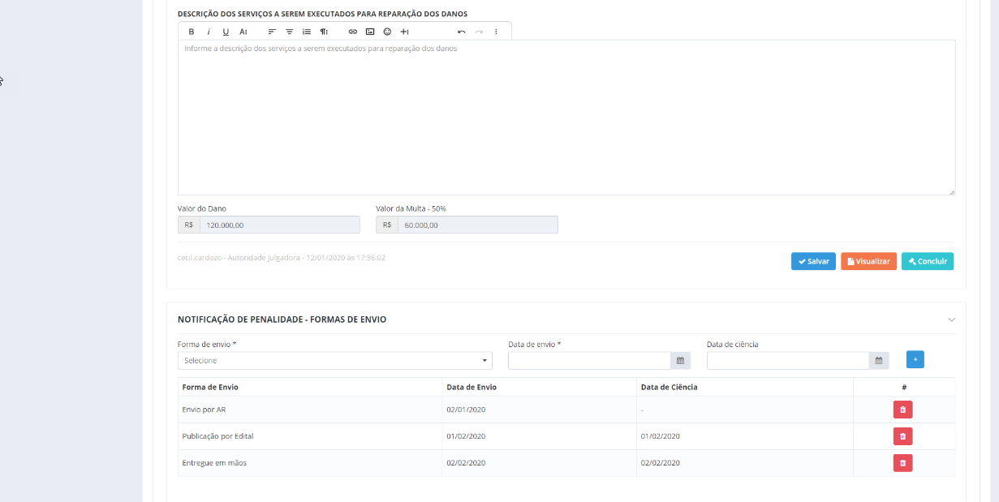 DESCRIÇÃO DOS SERVIÇOS A SEREM EXECUTADOS PARA REPARAÇÃO DOS DANOS
Informe a descrição dos serviços a serem executados para reparação dos danos
Valor do Dano Valor da Multa - 50%
R$ 120.000,00 R$ 60.000,00
cecil.cardozo - Autoridade Julgadora - 12/01/2020 às 17:36:02
Salvar Visualizar Concluir
NOTIFICAÇÃO DE PENALIDADE - FORMAS DE ENVIO
Forma de envio * Data de envio * Data de ciência
Selecione +
Forma de Envio Data de Envio Data de Ciência #
Envio por AR 02/01/2020 -
Publicação por Edital 01/02/2020 01/02/2020
Entregue em mãos 02/02/2020 02/02/2020